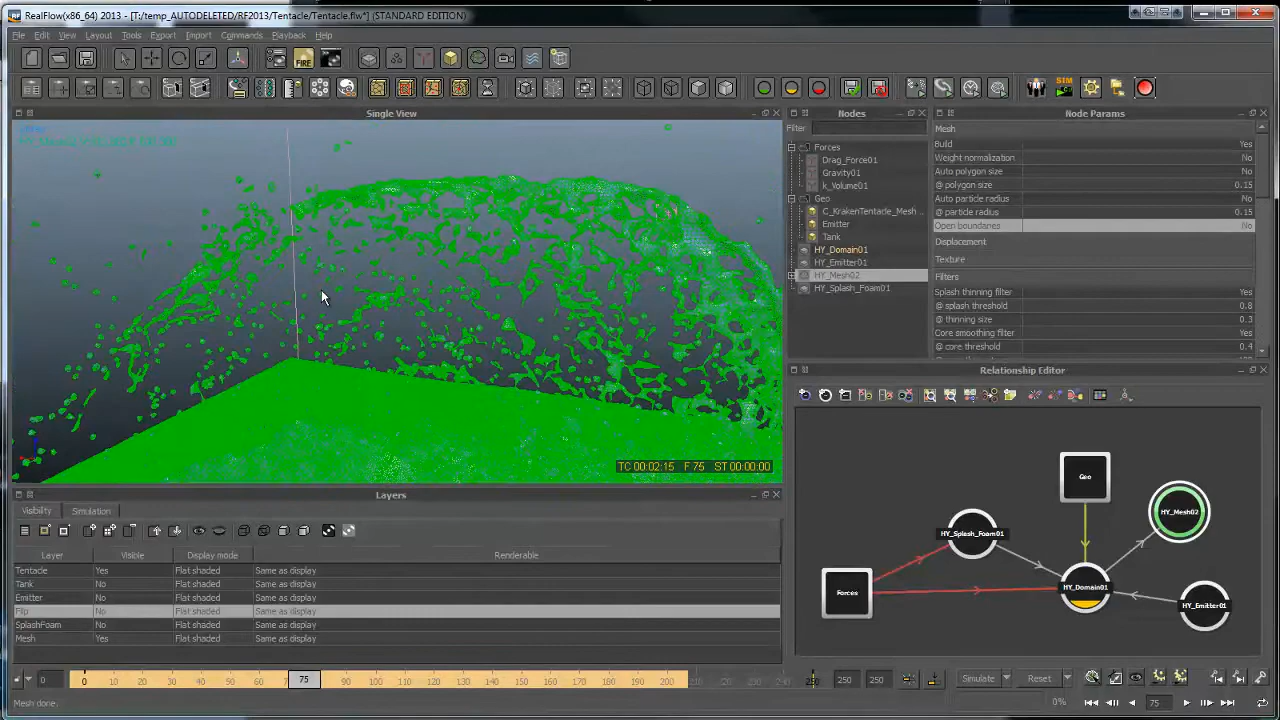 RealFlow(x86_64) 2013 - [T:/temp_AUTODELETED/RF2013/Tentacle/Tentacle.flw*] (STANDARD EDITION)
File Edit View Layout Tools Export Import Commands Playback Help
FIRE
SIM
Single View
TC 00:02:15 F 75 ST 00:00:00
Nodes
Filter
Forces
Drag_Force01
Gravity01
k_Volume01
Geo
C_KrakenTentacle_Mesh ...
Emitter
Tank
HY_Domain01
HY_Emitter01
HY_Mesh02
HY_Splash_Foam01
Node Params
Mesh
Build Yes
Weight normalization No
Auto polygon size No
@ polygon size 0.15
Auto particle radius No
@ particle radius 0.15
Open boundaries No
Displacement
Texture
Filters
Splash thinning filter Yes
@ splash threshold 0.8
@ thinning size 0.3
Core smoothing filter Yes
@ core threshold 0.4
Relationship Editor
Geo
HY_Mesh02
HY_Splash_Foam01
HY_Domain01
Forces
HY_Emitter01
Layers
Visibility Simulation
Layer Visible Display mode Renderable
Tentacle Yes Flat shaded Same as display
Tank No Flat shaded Same as display
Emitter No Flat shaded Same as display
Flip No Flat shaded Same as display
SplashFoam No Flat shaded Same as display
Mesh Yes Flat shaded Same as display
0 0 10 20 30 40 50 60 75 90 100 110 120 130 140 150 160 170 180 190 200 210 220 230 240 250 250 250
Simulate Reset
Mesh done.
0% 75